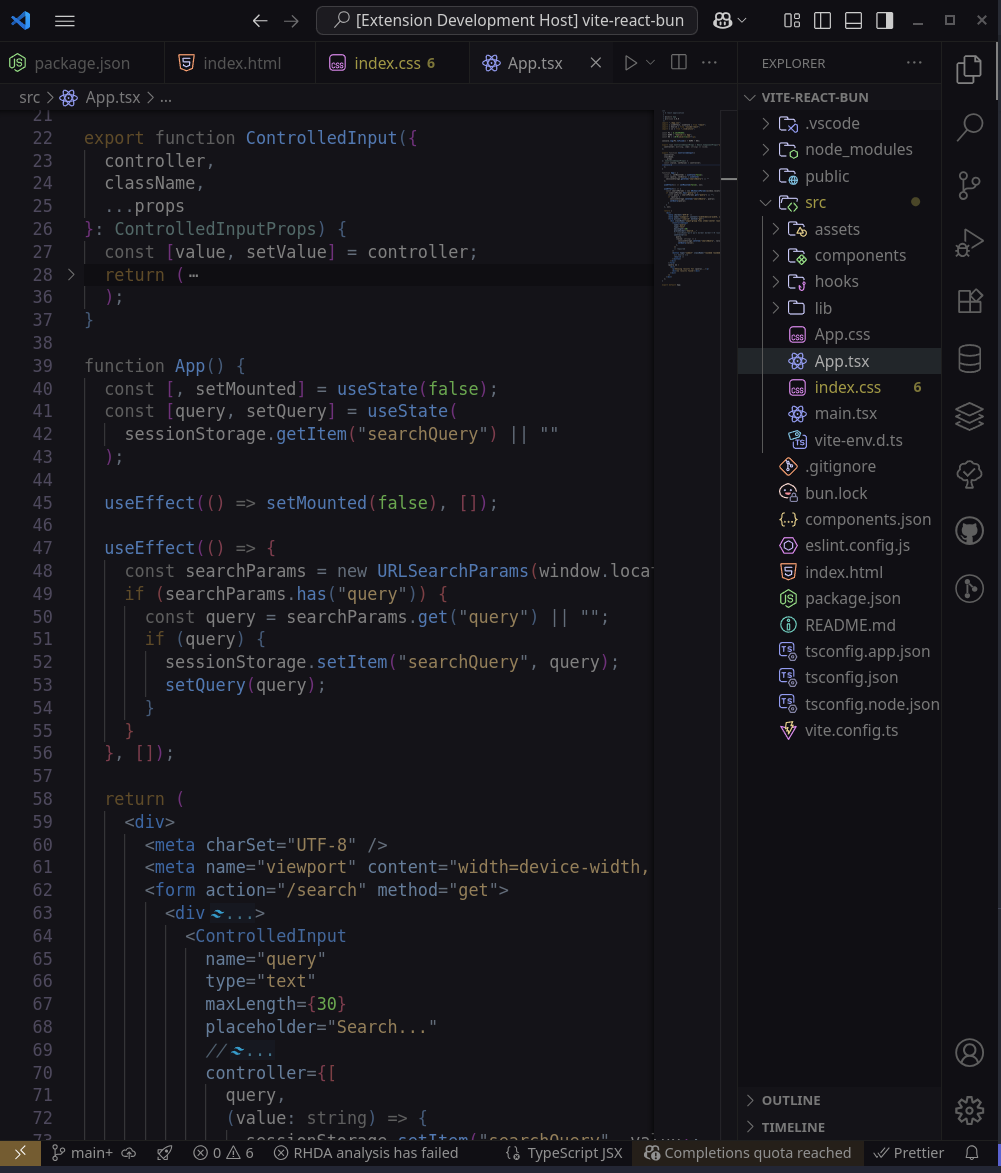 [Extension Development Host] vite-react-bun
package.json
index.html
index.css 6
App.tsx
src > App.tsx > ...
21
22 export function ControlledInput({
23 controller,
24 className,
25 ...props
26 }: ControlledInputProps) {
27 const [value, setValue] = controller;
28 return ( ⋯
36 );
37 }
38
39 function App() {
40 const [, setMounted] = useState(false);
41 const [query, setQuery] = useState(
42 sessionStorage.getItem("searchQuery") || ""
43 );
44
45 useEffect(() => setMounted(false), []);
46
47 useEffect(() => {
48 const searchParams = new URLSearchParams(window.locat
49 if (searchParams.has("query")) {
50 const query = searchParams.get("query") || "";
51 if (query) {
52 sessionStorage.setItem("searchQuery", query);
53 setQuery(query);
54 }
55 }
56 }, []);
57
58 return (
59 <div>
60 <meta charSet="UTF-8" />
61 <meta name="viewport" content="width=device-width,
62 <form action="/search" method="get">
63 <div ...>
64 <ControlledInput
65 name="query"
66 type="text"
67 maxLength={30}
68 placeholder="Search..."
69 // ...
70 controller={[
71 query,
72 (value: string) => {
73 sessionStorage.setItem("searchQuery", value);
EXPLORER
VITE-REACT-BUN
.vscode
node_modules
public
src
assets
components
hooks
lib
App.css
App.tsx
index.css 6
main.tsx
vite-env.d.ts
.gitignore
bun.lock
components.json
eslint.config.js
index.html
package.json
README.md
tsconfig.app.json
tsconfig.json
tsconfig.node.json
vite.config.ts
OUTLINE
TIMELINE
main+
0 6
RHDA analysis has failed
TypeScript JSX
Completions quota reached
Prettier